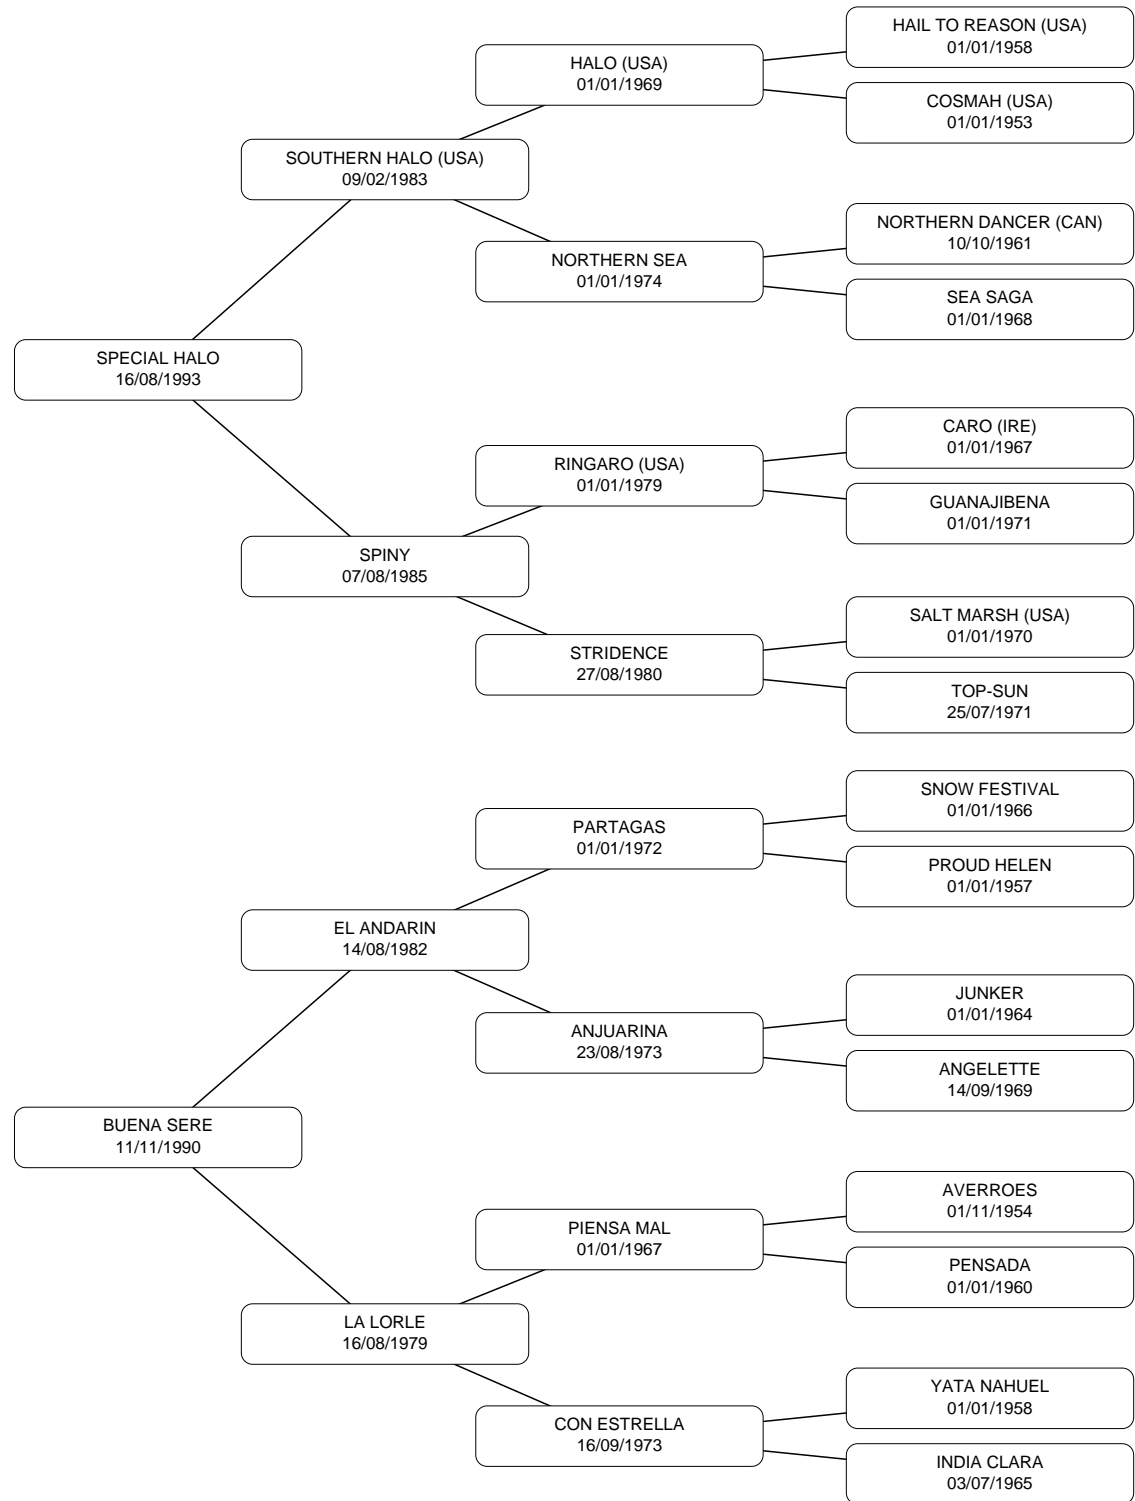 HAIL TO REASON (USA)
01/01/1958
HALO (USA)
01/01/1969
COSMAH (USA)
01/01/1953
SOUTHERN HALO (USA)
09/02/1983
NORTHERN DANCER (CAN)
10/10/1961
NORTHERN SEA
01/01/1974
SEA SAGA
01/01/1968
SPECIAL HALO
16/08/1993
CARO (IRE)
01/01/1967
RINGARO (USA)
01/01/1979
GUANAJIBENA
01/01/1971
SPINY
07/08/1985
SALT MARSH (USA)
01/01/1970
STRIDENCE
27/08/1980
TOP-SUN
25/07/1971
SNOW FESTIVAL
01/01/1966
PARTAGAS
01/01/1972
PROUD HELEN
01/01/1957
EL ANDARIN
14/08/1982
JUNKER
01/01/1964
ANJUARINA
23/08/1973
ANGELETTE
14/09/1969
BUENA SERE
11/11/1990
AVERROES
01/11/1954
PIENSA MAL
01/01/1967
PENSADA
01/01/1960
LA LORLE
16/08/1979
YATA NAHUEL
01/01/1958
CON ESTRELLA
16/09/1973
INDIA CLARA
03/07/1965